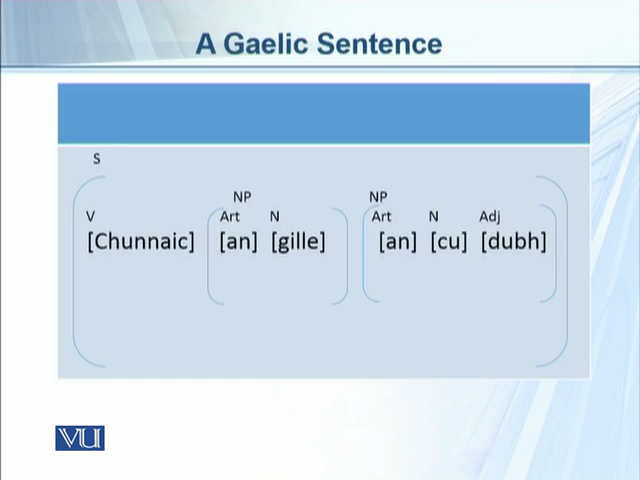 A Gaelic Sentence
S
NP NP
V Art N Art N Adj
[Chunnaic] [an] [gille] [an] [cu] [dubh]
VU